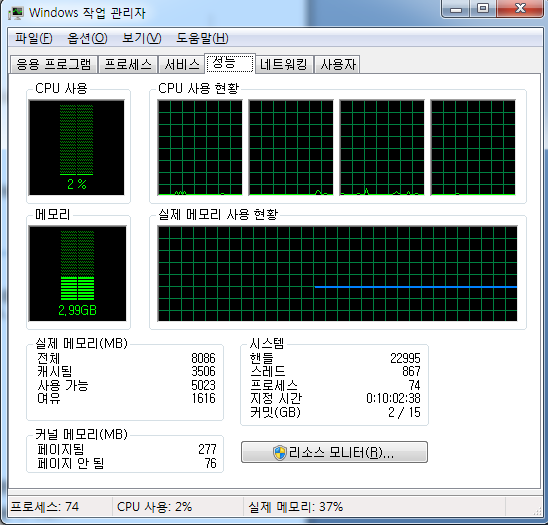 Windows 작업 관리자
파일(F) 옵션(O) 보기(V) 도움말(H)
응용 프로그램 프로세스 서비스 성능 네트워킹 사용자
CPU 사용 CPU 사용 현황
2 %
메모리 실제 메모리 사용 현황
2,99GB
실제 메모리(MB)
전체 8086
캐시됨 3506
사용 가능 5023
여유 1616
시스템
핸들 22995
스레드 867
프로세스 74
지정 시간 0:10:02:38
커밋(GB) 2 / 15
커널 메모리(MB)
페이지됨 277
페이지 안 됨 76
리소스 모니터(R)...
프로세스: 74 CPU 사용: 2% 실제 메모리: 37%